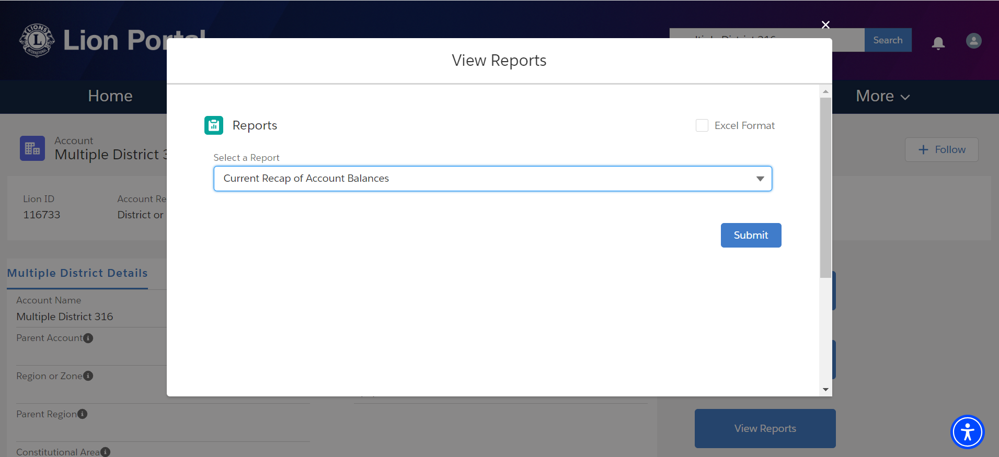 LIONS
L
INTERNATIONAL
Lion Portal
Search
Home
More
View Reports
Reports
Excel Format
Select a Report
Current Recap of Account Balances
Submit
Account
Multiple District
Follow
Lion ID
Account Re
116733
District or
Multiple District Details
Account Name
Multiple District 316
Parent Account
Region or Zone
Parent Region
Constitutional Area
View Reports